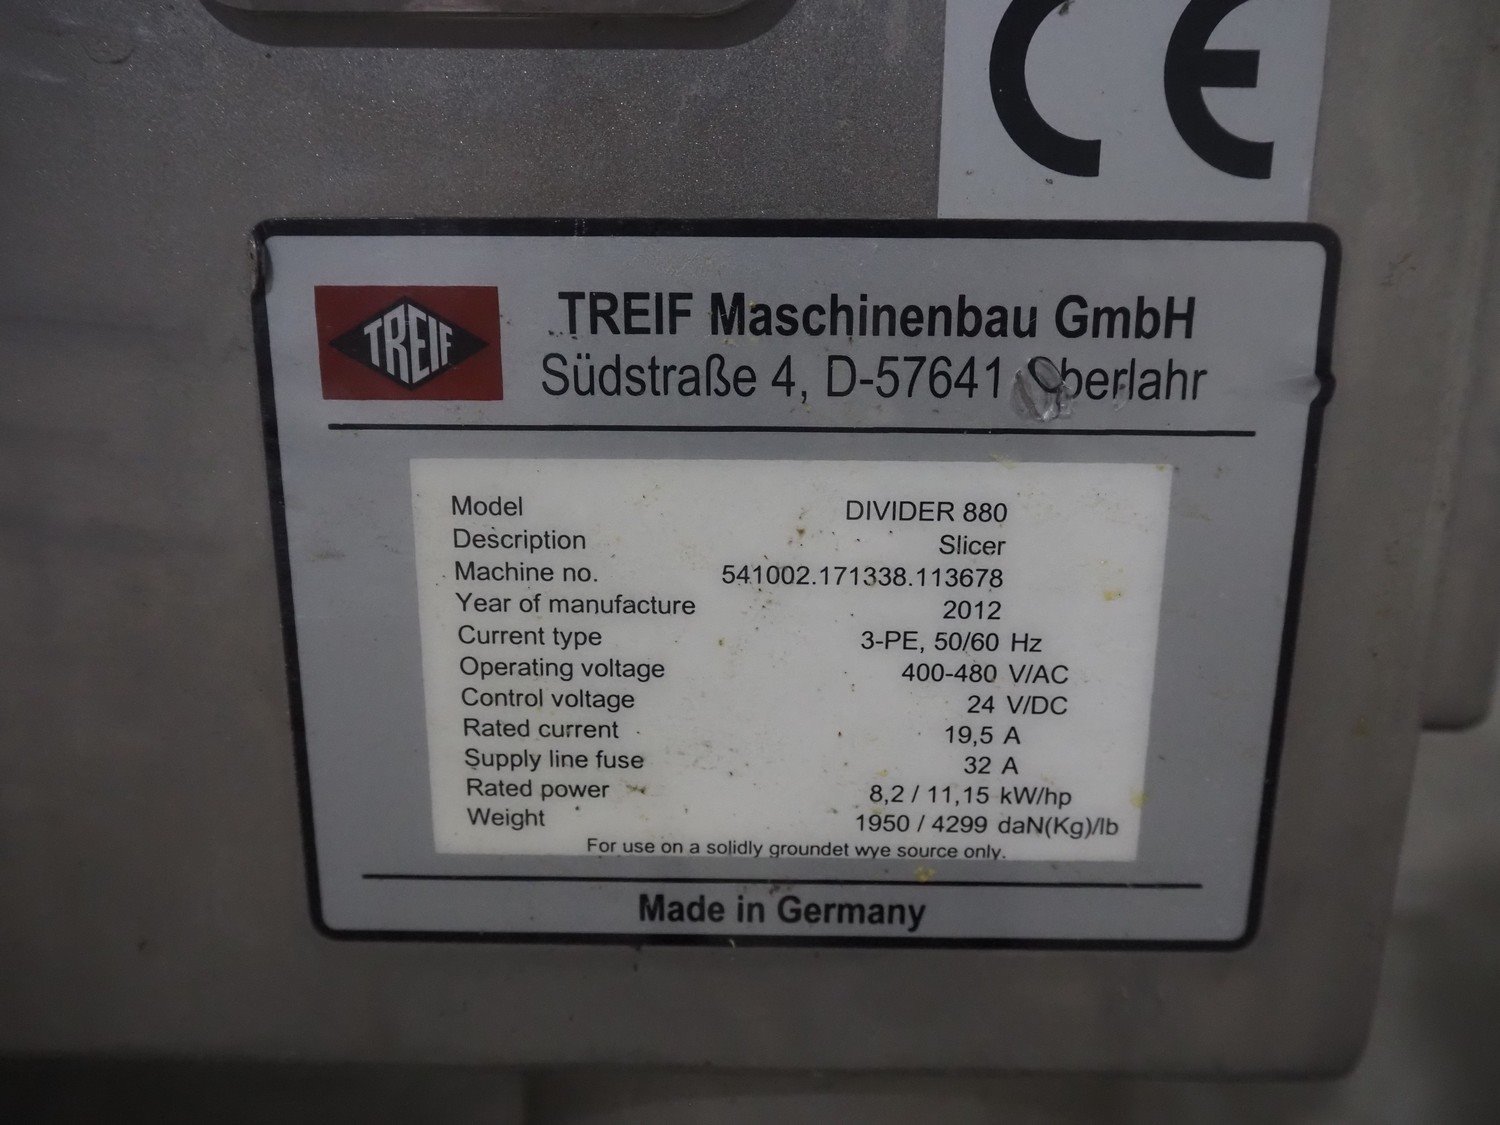 CE
TREIF
TREIF Maschinenbau GmbH
Südstraße 4, D-57641 Oberlahr
Model DIVIDER 880
Description Slicer
Machine no. 541002.171338.113678
Year of manufacture 2012
Current type 3-PE, 50/60 Hz
Operating voltage 400-480 V/AC
Control voltage 24 V/DC
Rated current 19,5 A
Supply line fuse 32 A
Rated power 8,2 / 11,15 kW/hp
Weight 1950 / 4299 daN(Kg)/lb
For use on a solidly groundet wye source only.
Made in Germany